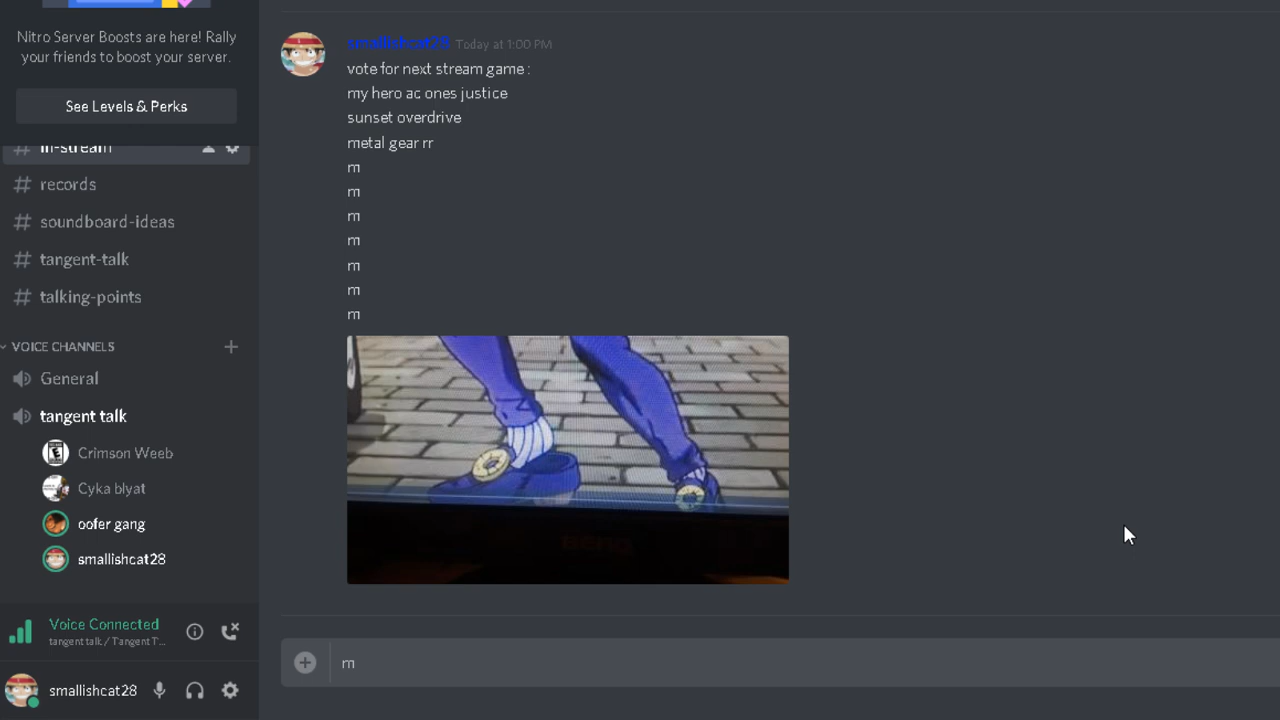 Nitro Server Boosts are here! Rally
your friends to boost your server.
See Levels & Perks
in-stream
records
soundboard-ideas
tangent-talk
talking-points
VOICE CHANNELS
General
tangent talk
Crimson Weeb
Cyka blyat
oofer gang
smallishcat28
Voice Connected
tangent talk / Tangent T...
smallishcat28
smallishcat28 Today at 1:00 PM
vote for next stream game :
my hero ac ones justice
sunset overdrive
metal gear rr
m
m
m
m
m
m
m
BenQ
m